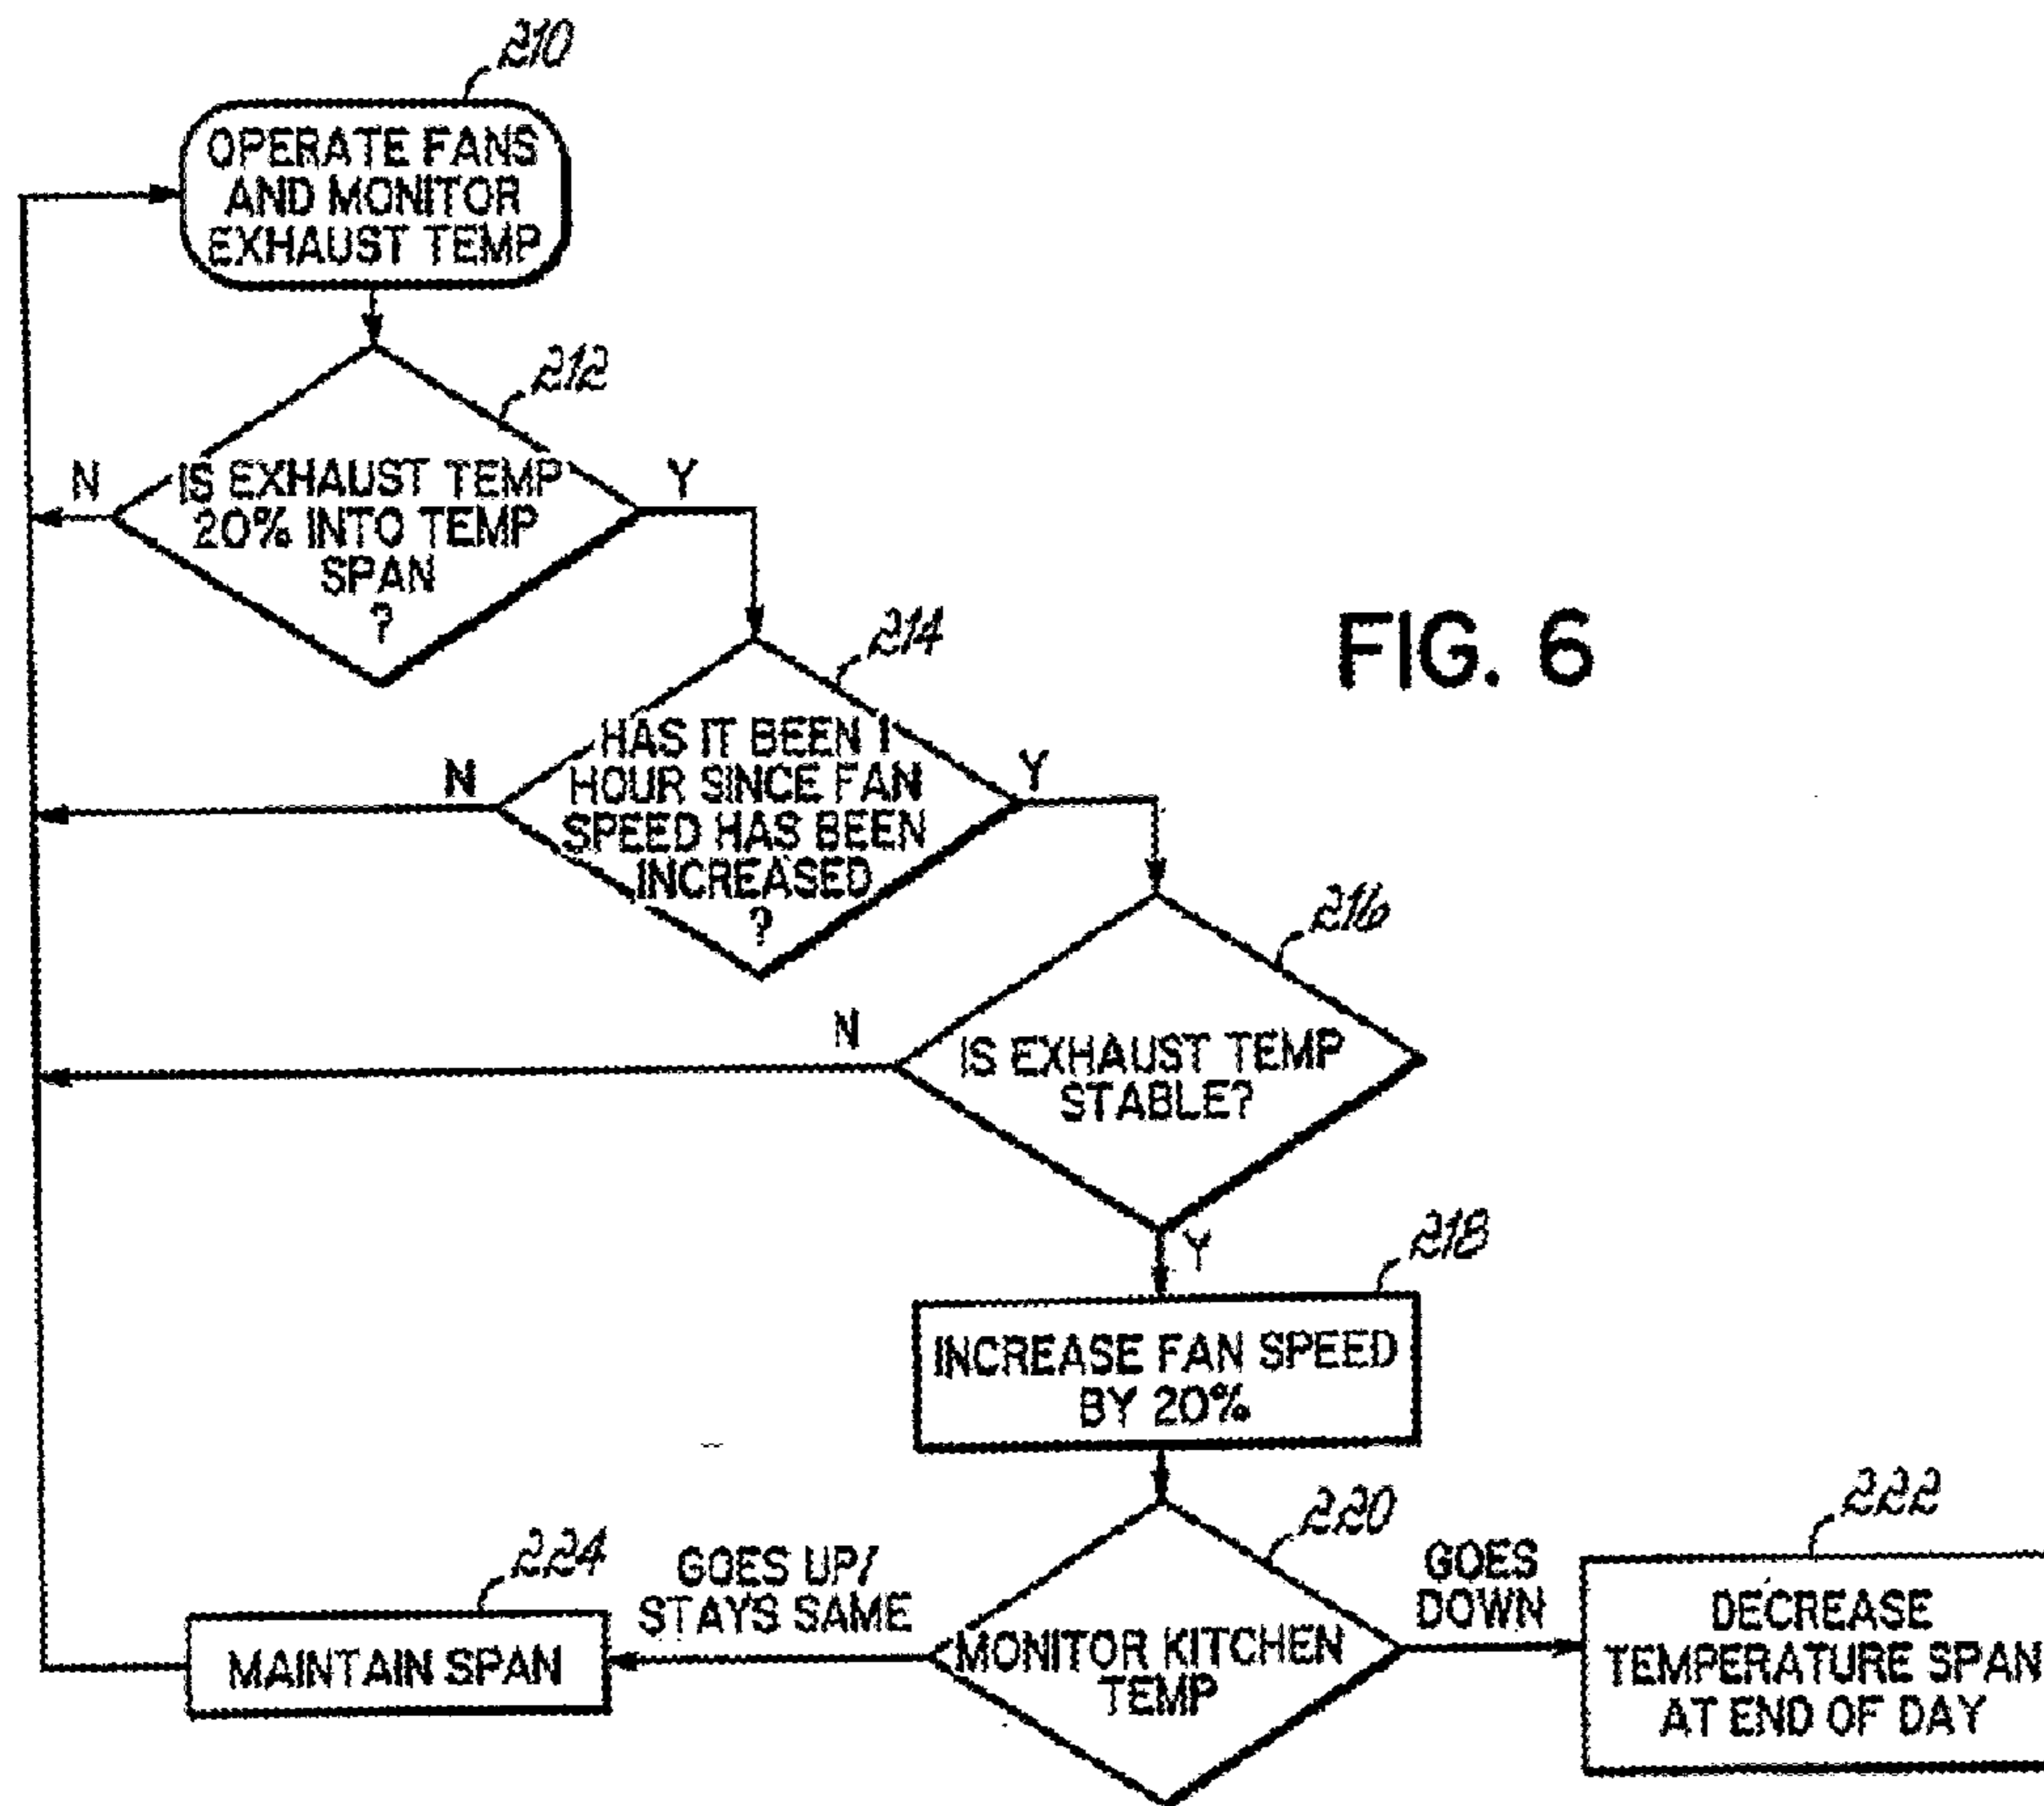 210
OPERATE FANS
AND MONITOR
EXHAUST TEMP
212
N
IS EXHAUST TEMP
20% INTO TEMP
SPAN
?
Y
214
FIG. 6
N
HAS IT BEEN 1
HOUR SINCE FAN
SPEED HAS BEEN
INCREASED
?
Y
216
N
IS EXHAUST TEMP
STABLE?
Y
218
INCREASE FAN SPEED
BY 20%
220
222
224
GOES UP/
STAYS SAME
GOES
DOWN
MAINTAIN SPAN
MONITOR KITCHEN
TEMP
DECREASE
TEMPERATURE SPAN
AT END OF DAY